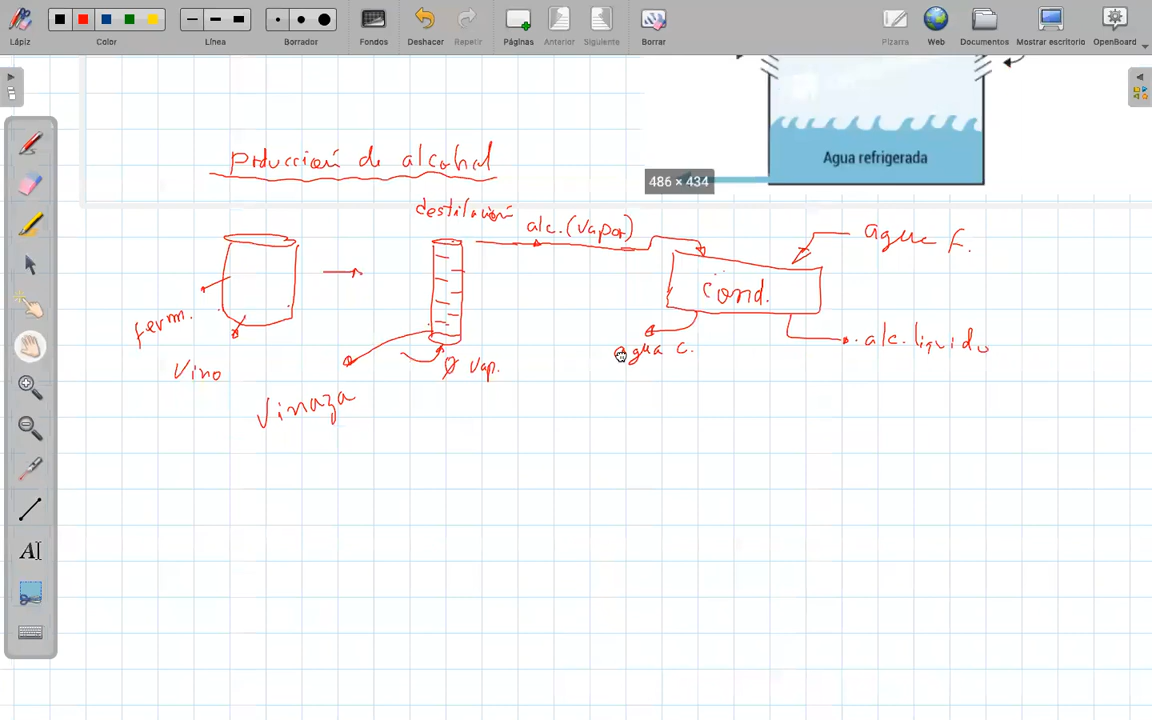 Lápiz
Color
Línea
Borrador
Fondos
Deshacer
Repetir
Páginas
Anterior
Siguiente
Borrar
Pizarra
Web
Documentos
Mostrar escritorio
OpenBoard
Agua refrigerada
486 × 434
Producción de alcohol
destilación
alc. (vapor)
agua f.
cond.
ferm.
vino
vinaza
vap.
agua c.
alc. líquido
A